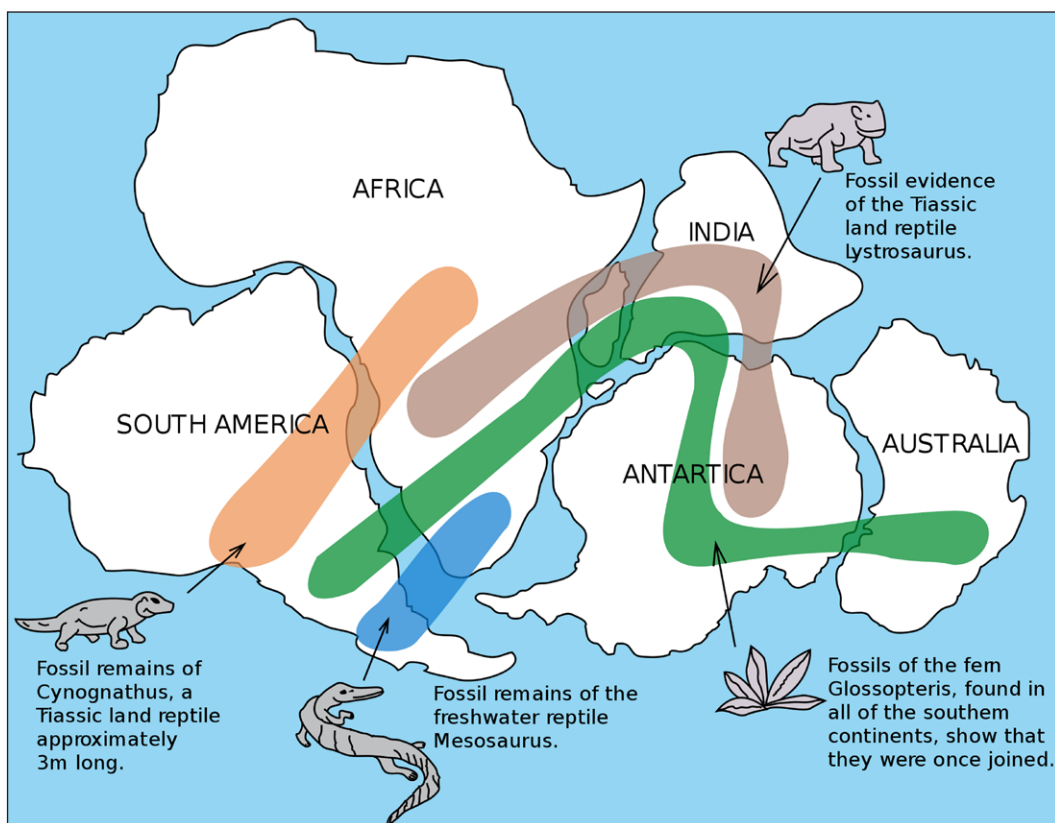 AFRICA
INDIA
Fossil evidence
of the Tiassic
land reptile
Lystrosaurus.
SOUTH AMERICA
ANTARTICA
AUSTRALIA
Fossil remains of
Cynognathus, a
Tiassic land reptile
approximately
3m long.
Fossil remains of the
freshwater reptile
Mesosaurus.
Fossils of the fern
Glossopteris, found in
all of the southem
continents, show that
they were once joined.